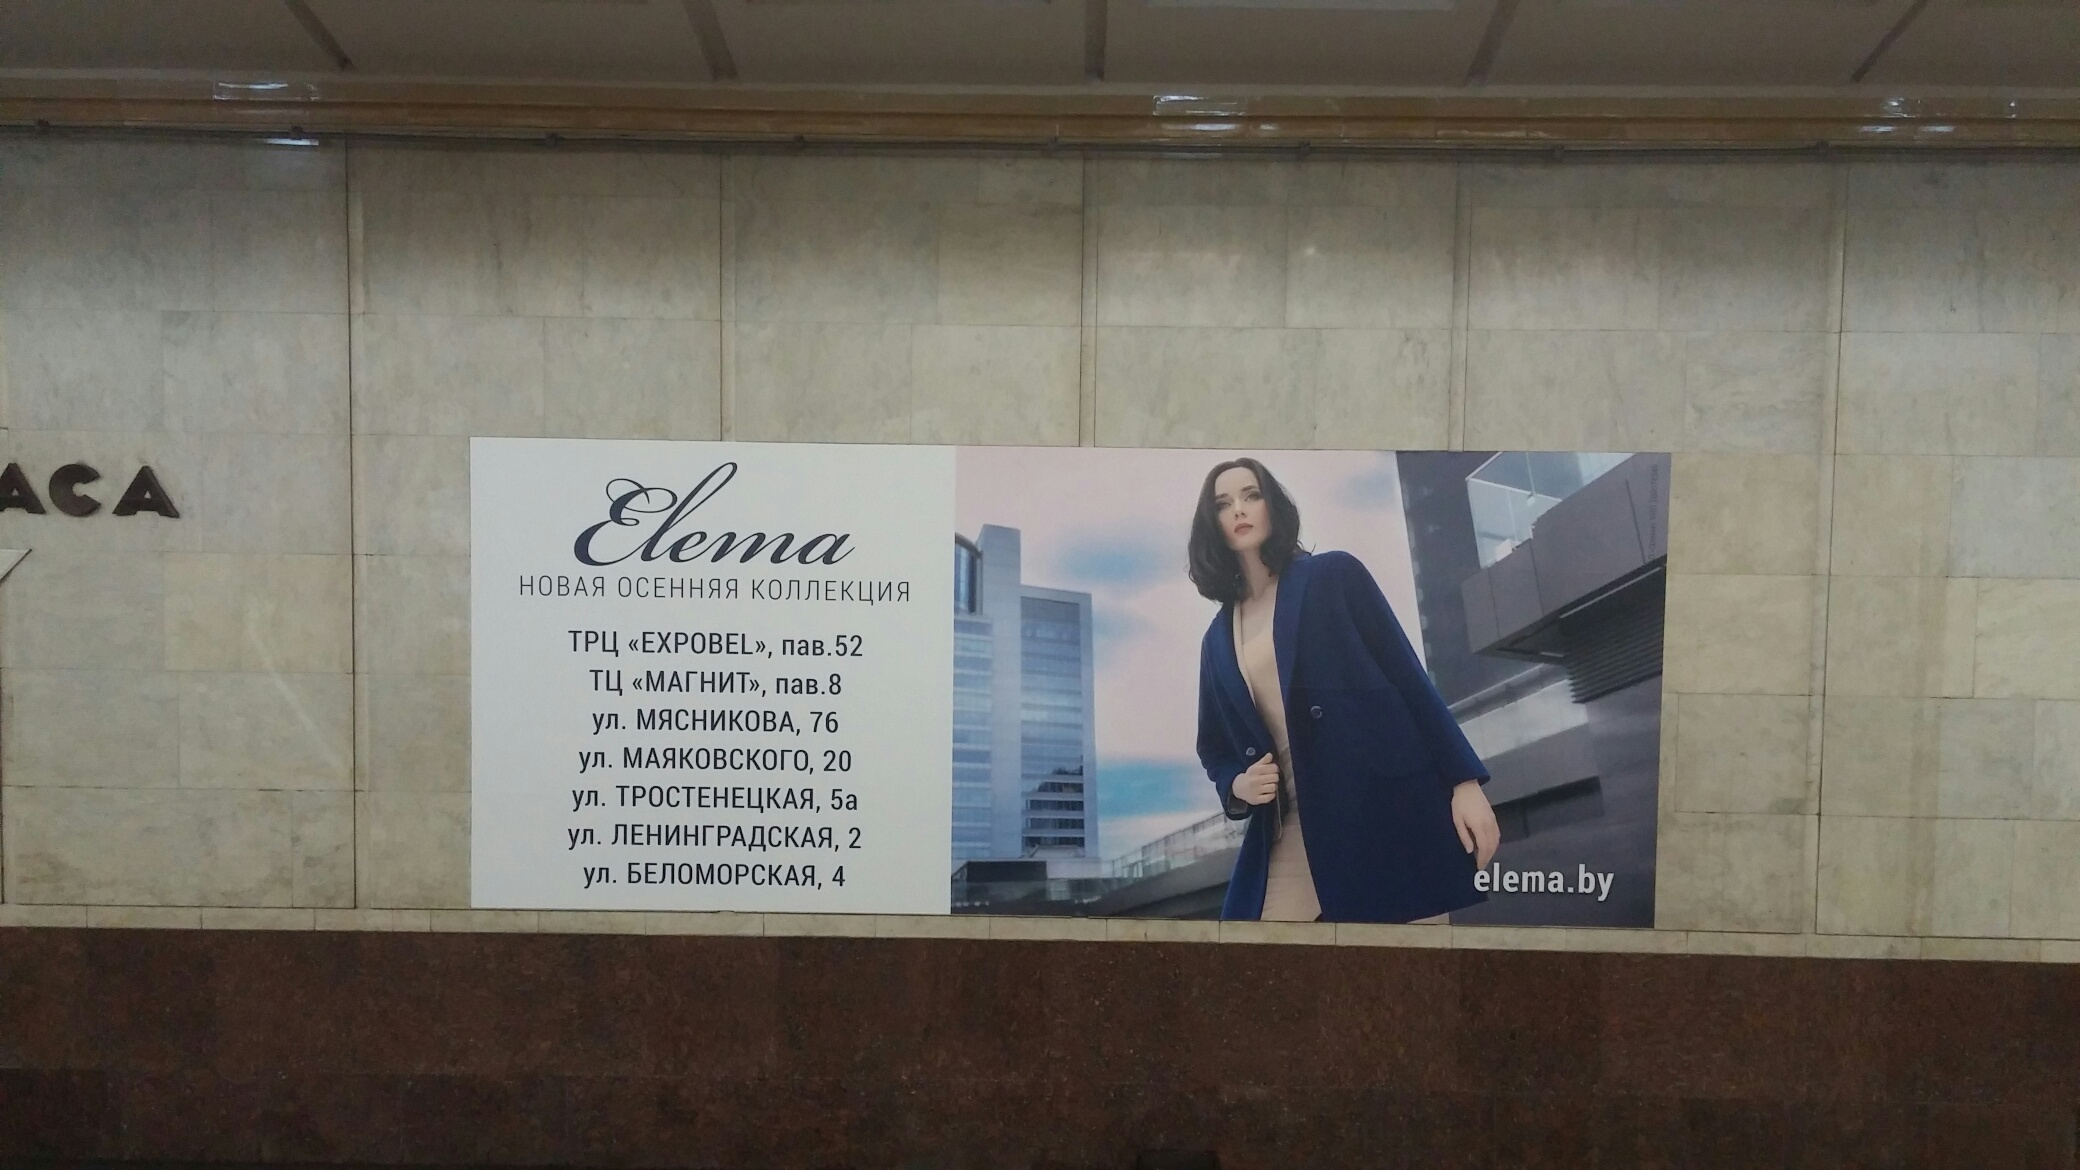 АСА
Elema
НОВАЯ ОСЕННЯЯ КОЛЛЕКЦИЯ
ТРЦ «EXPOBEL», пав.52
ТЦ «МАГНИТ», пав.8
ул. МЯСНИКОВА, 76
ул. МАЯКОВСКОГО, 20
ул. ТРОСТЕНЕЦКАЯ, 5а
ул. ЛЕНИНГРАДСКАЯ, 2
ул. БЕЛОМОРСКАЯ, 4
elema.by